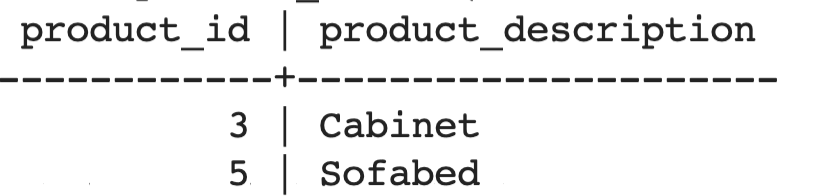 product_id | product_description
------------+---------------------
3 | Cabinet
5 | Sofabed